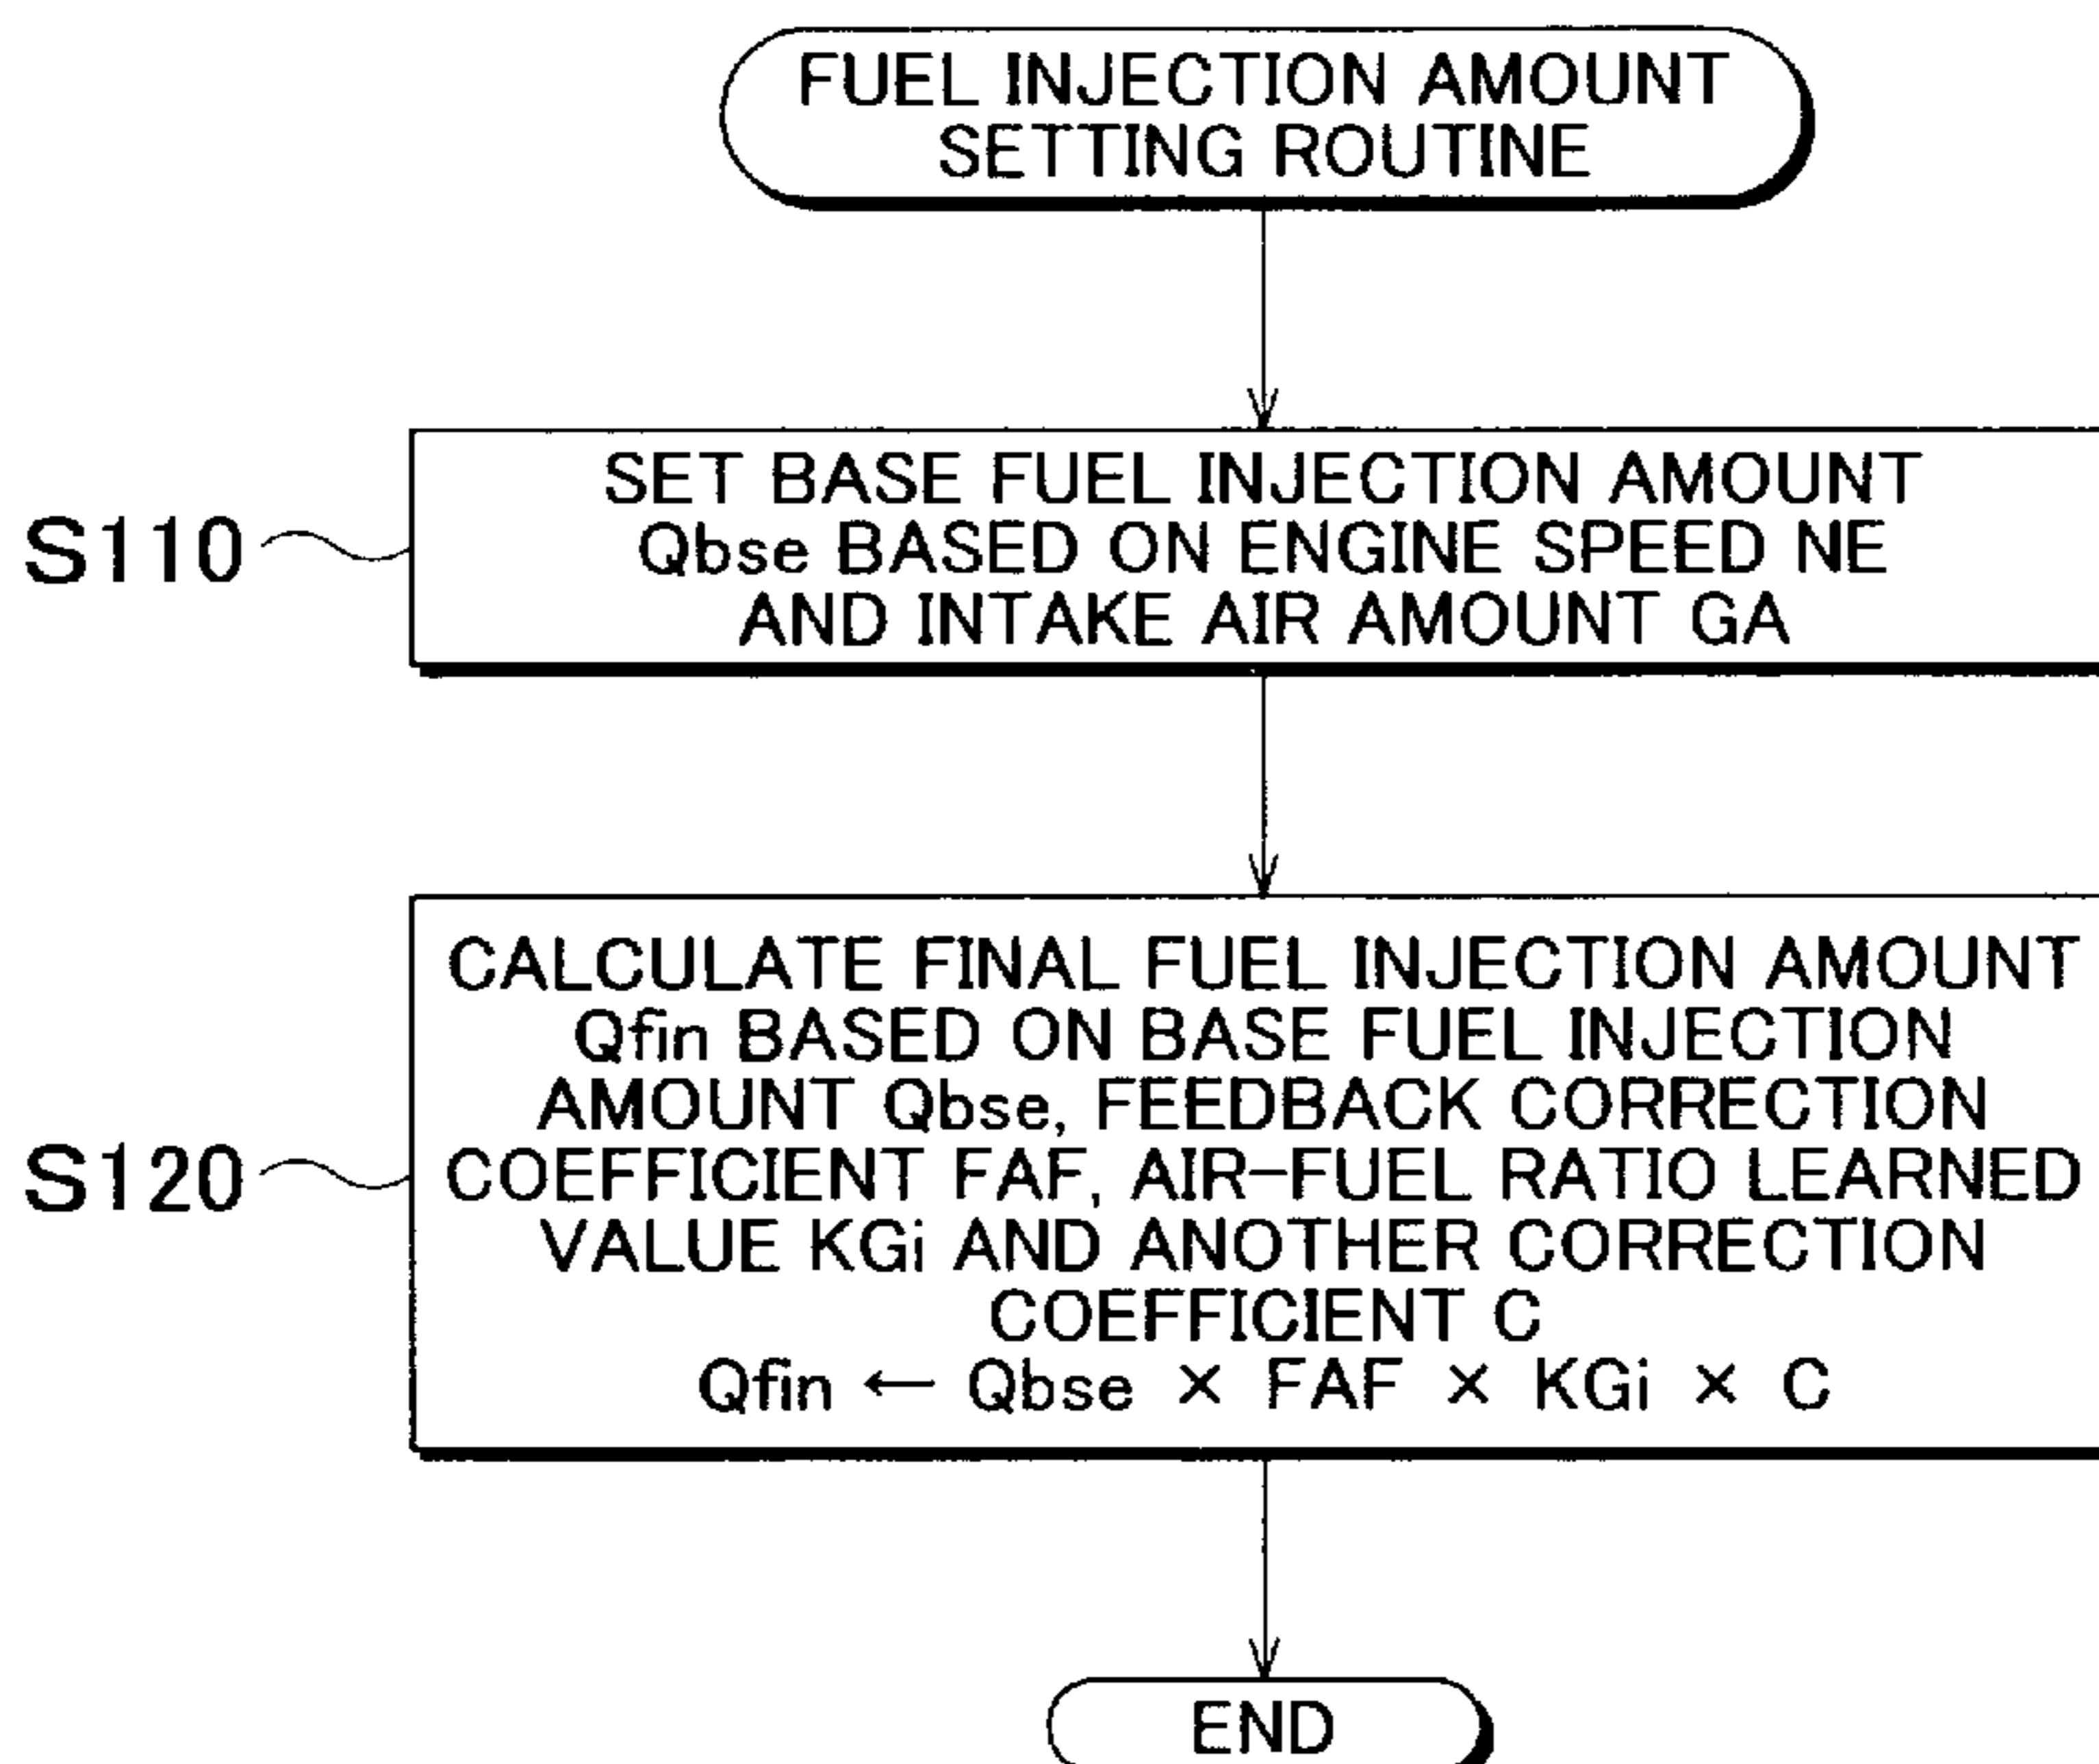 FUEL INJECTION AMOUNT
SETTING ROUTINE
S110
SET BASE FUEL INJECTION AMOUNT
Qbse BASED ON ENGINE SPEED NE
AND INTAKE AIR AMOUNT GA
S120
CALCULATE FINAL FUEL INJECTION AMOUNT
Qfin BASED ON BASE FUEL INJECTION
AMOUNT Qbse, FEEDBACK CORRECTION
COEFFICIENT FAF, AIR-FUEL RATIO LEARNED
VALUE KGi AND ANOTHER CORRECTION
COEFFICIENT C
Qfin ← Qbse × FAF × KGi × C
END